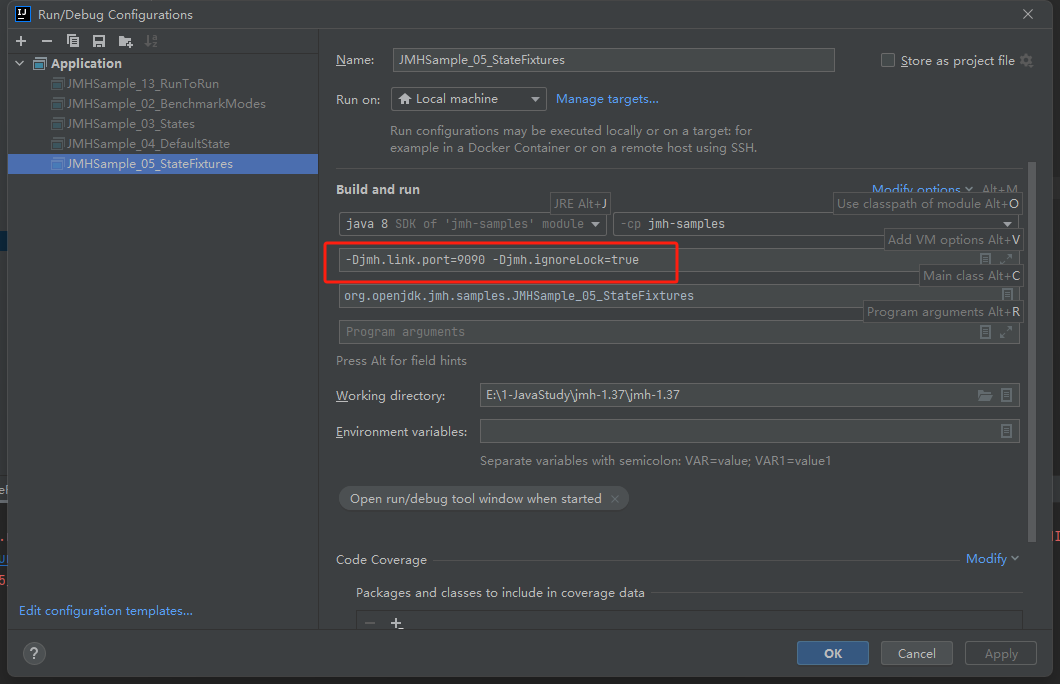 Run/Debug Configurations
Application
JMHSample_13_RunToRun
JMHSample_02_BenchmarkModes
JMHSample_03_States
JMHSample_04_DefaultState
JMHSample_05_StateFixtures
Edit configuration templates...
Name: JMHSample_05_StateFixtures Store as project file
Run on: Local machine Manage targets...
Run configurations may be executed locally or on a target: for
example in a Docker Container or on a remote host using SSH.
Build and run Modify options Alt+M
JRE Alt+J Use classpath of module Alt+O
java 8 SDK of 'jmh-samples' module -cp jmh-samples
Add VM options Alt+V
-Djmh.link.port=9090 -Djmh.ignoreLock=true
Main class Alt+C
org.openjdk.jmh.samples.JMHSample_05_StateFixtures
Program arguments Alt+R
Program arguments
Press Alt for field hints
Working directory: E:\1-JavaStudy\jmh-1.37\jmh-1.37
Environment variables:
Separate variables with semicolon: VAR=value; VAR1=value1
Open run/debug tool window when started
Code Coverage Modify
Packages and classes to include in coverage data
? OK Cancel Apply